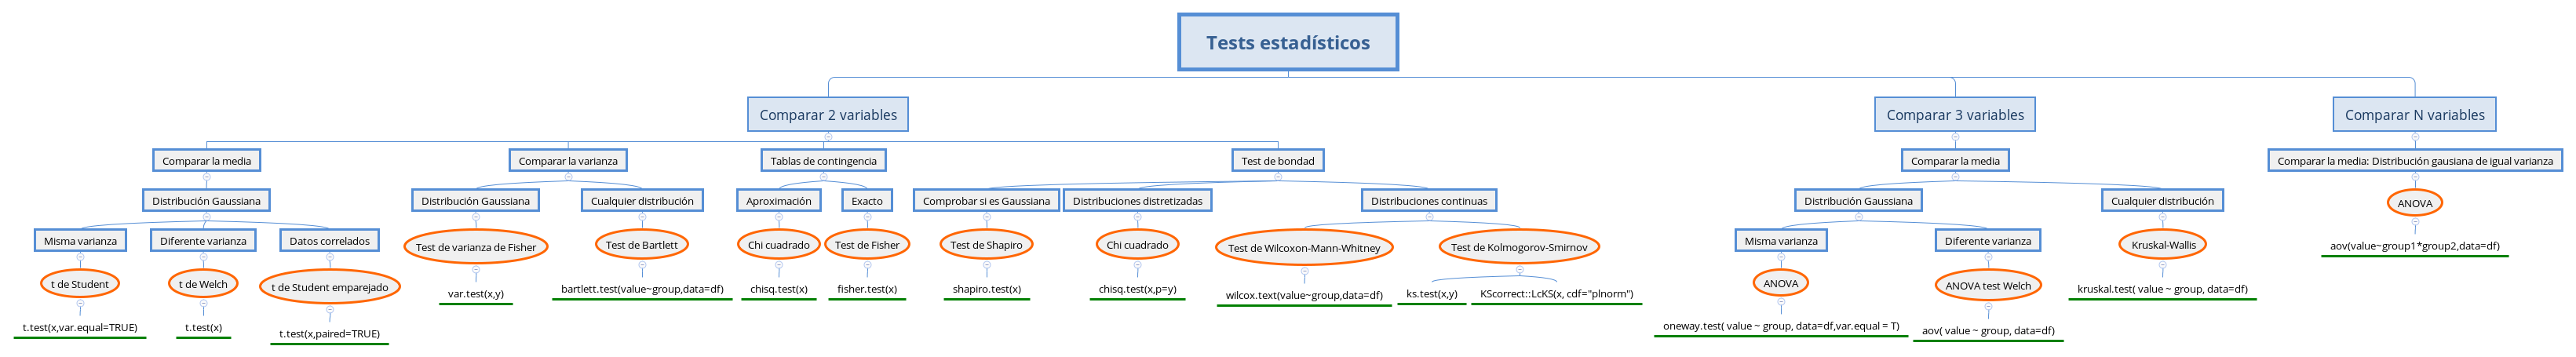 Tests estadísticos
Comparar 2 variables
Comparar 3 variables
Comparar N variables
Comparar la media
Comparar la varianza
Tablas de contingencia
Test de bondad
Comparar la media
Comparar la media: Distribución gausiana de igual varianza
Distribución Gaussiana
Distribución Gaussiana
Cualquier distribución
Aproximación
Exacto
Comprobar si es Gaussiana
Distribuciones distretizadas
Distribuciones continuas
Distribución Gaussiana
Cualquier distribución
ANOVA
Misma varianza
Diferente varianza
Datos correlados
Test de varianza de Fisher
Test de Bartlett
Chi cuadrado
Test de Fisher
Test de Shapiro
Chi cuadrado
Test de Wilcoxon-Mann-Whitney
Test de Kolmogorov-Smirnov
Misma varianza
Diferente varianza
Kruskal-Wallis
aov(value~group1*group2,data=df)
t de Student
t de Welch
t de Student emparejado
var.test(x,y)
bartlett.test(value~group,data=df)
chisq.test(x)
fisher.test(x)
shapiro.test(x)
chisq.test(x,p=y)
wilcox.text(value~group,data=df)
ks.test(x,y)
KScorrect::LcKS(x, cdf="plnorm")
ANOVA
ANOVA test Welch
kruskal.test( value ~ group, data=df)
t.test(x,var.equal=TRUE)
t.test(x)
t.test(x,paired=TRUE)
oneway.test( value ~ group, data=df,var.equal = T)
aov( value ~ group, data=df)